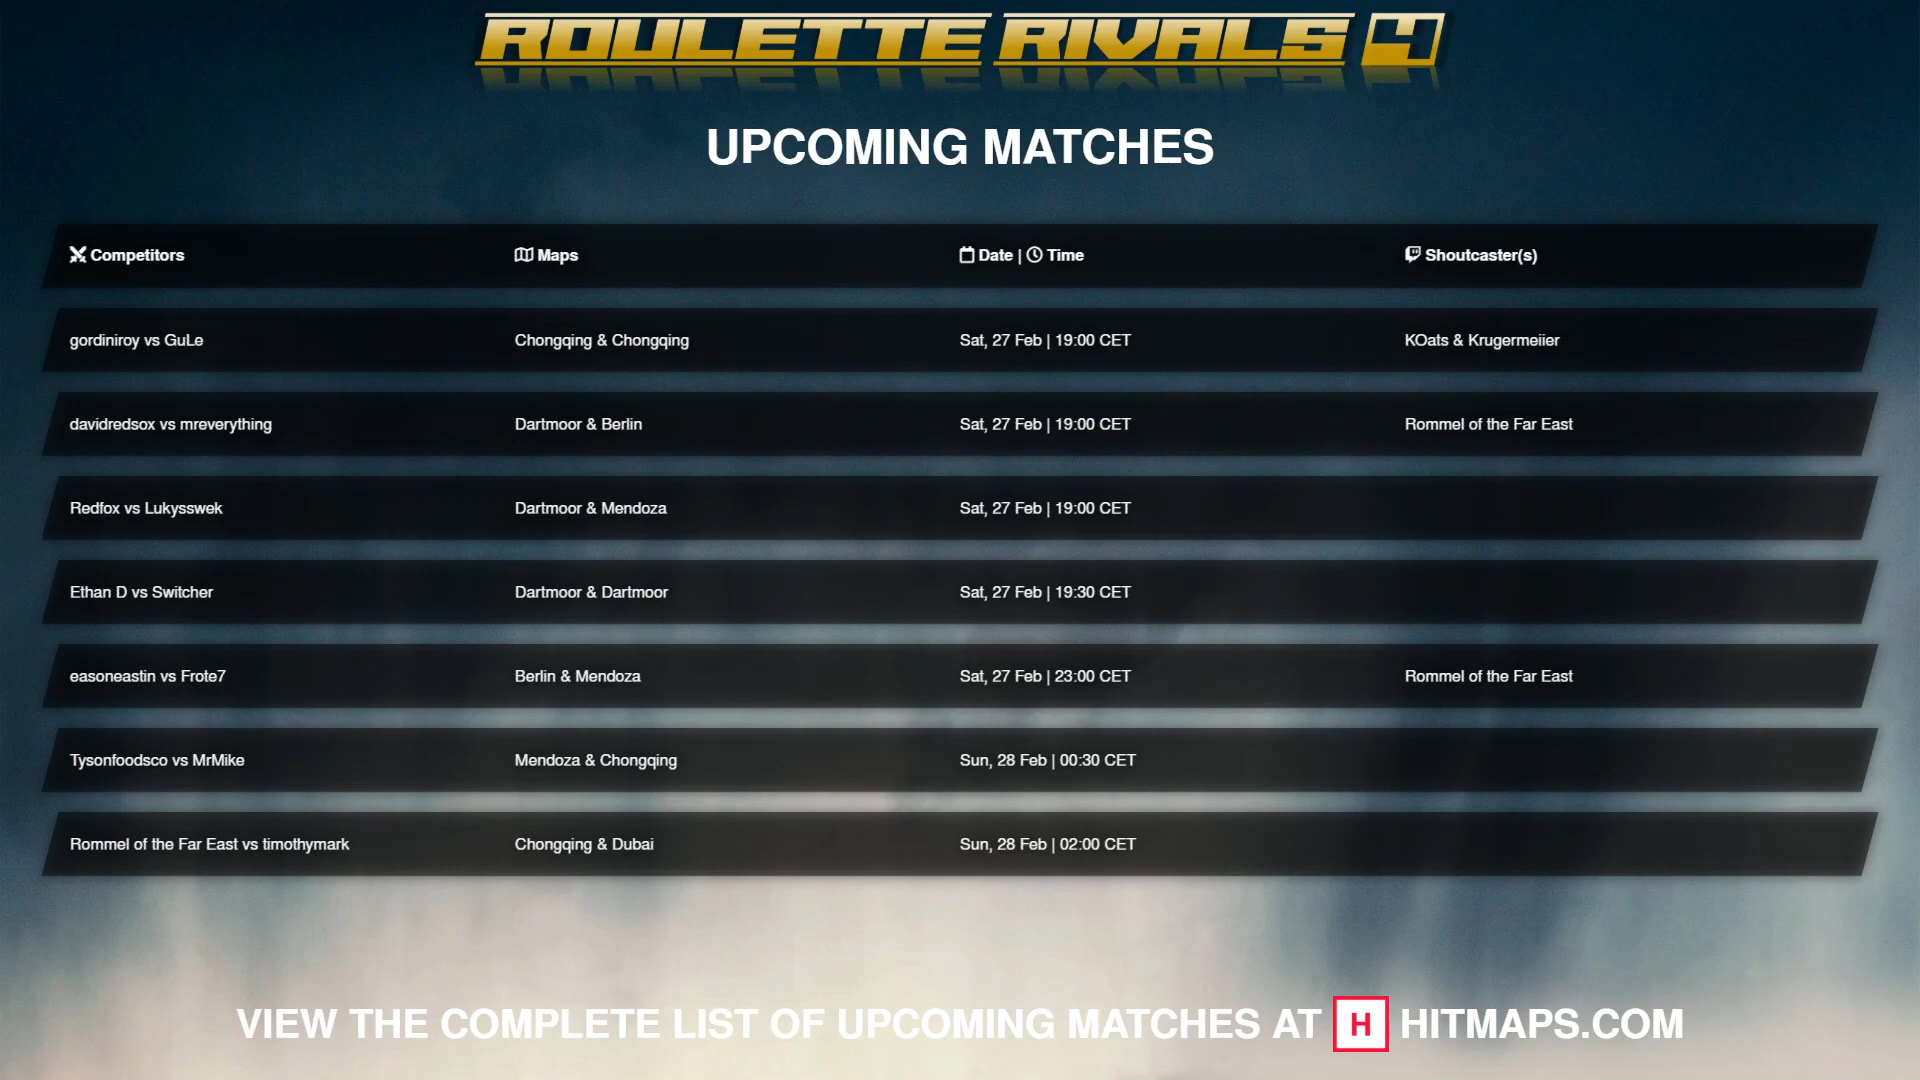 ROULETTE RIVALS 4
UPCOMING MATCHES
Competitors Maps Date | Time Shoutcaster(s)
gordiniroy vs GuLe Chongqing & Chongqing Sat, 27 Feb | 19:00 CET KOats & Krugermeiier
davidredsox vs mreverything Dartmoor & Berlin Sat, 27 Feb | 19:00 CET Rommel of the Far East
Redfox vs Lukysswek Dartmoor & Mendoza Sat, 27 Feb | 19:00 CET
Ethan D vs Switcher Dartmoor & Dartmoor Sat, 27 Feb | 19:30 CET
easoneastin vs Frote7 Berlin & Mendoza Sat, 27 Feb | 23:00 CET Rommel of the Far East
Tysonfoodsco vs MrMike Mendoza & Chongqing Sun, 28 Feb | 00:30 CET
Rommel of the Far East vs timothymark Chongqing & Dubai Sun, 28 Feb | 02:00 CET
VIEW THE COMPLETE LIST OF UPCOMING MATCHES AT H HITMAPS.COM